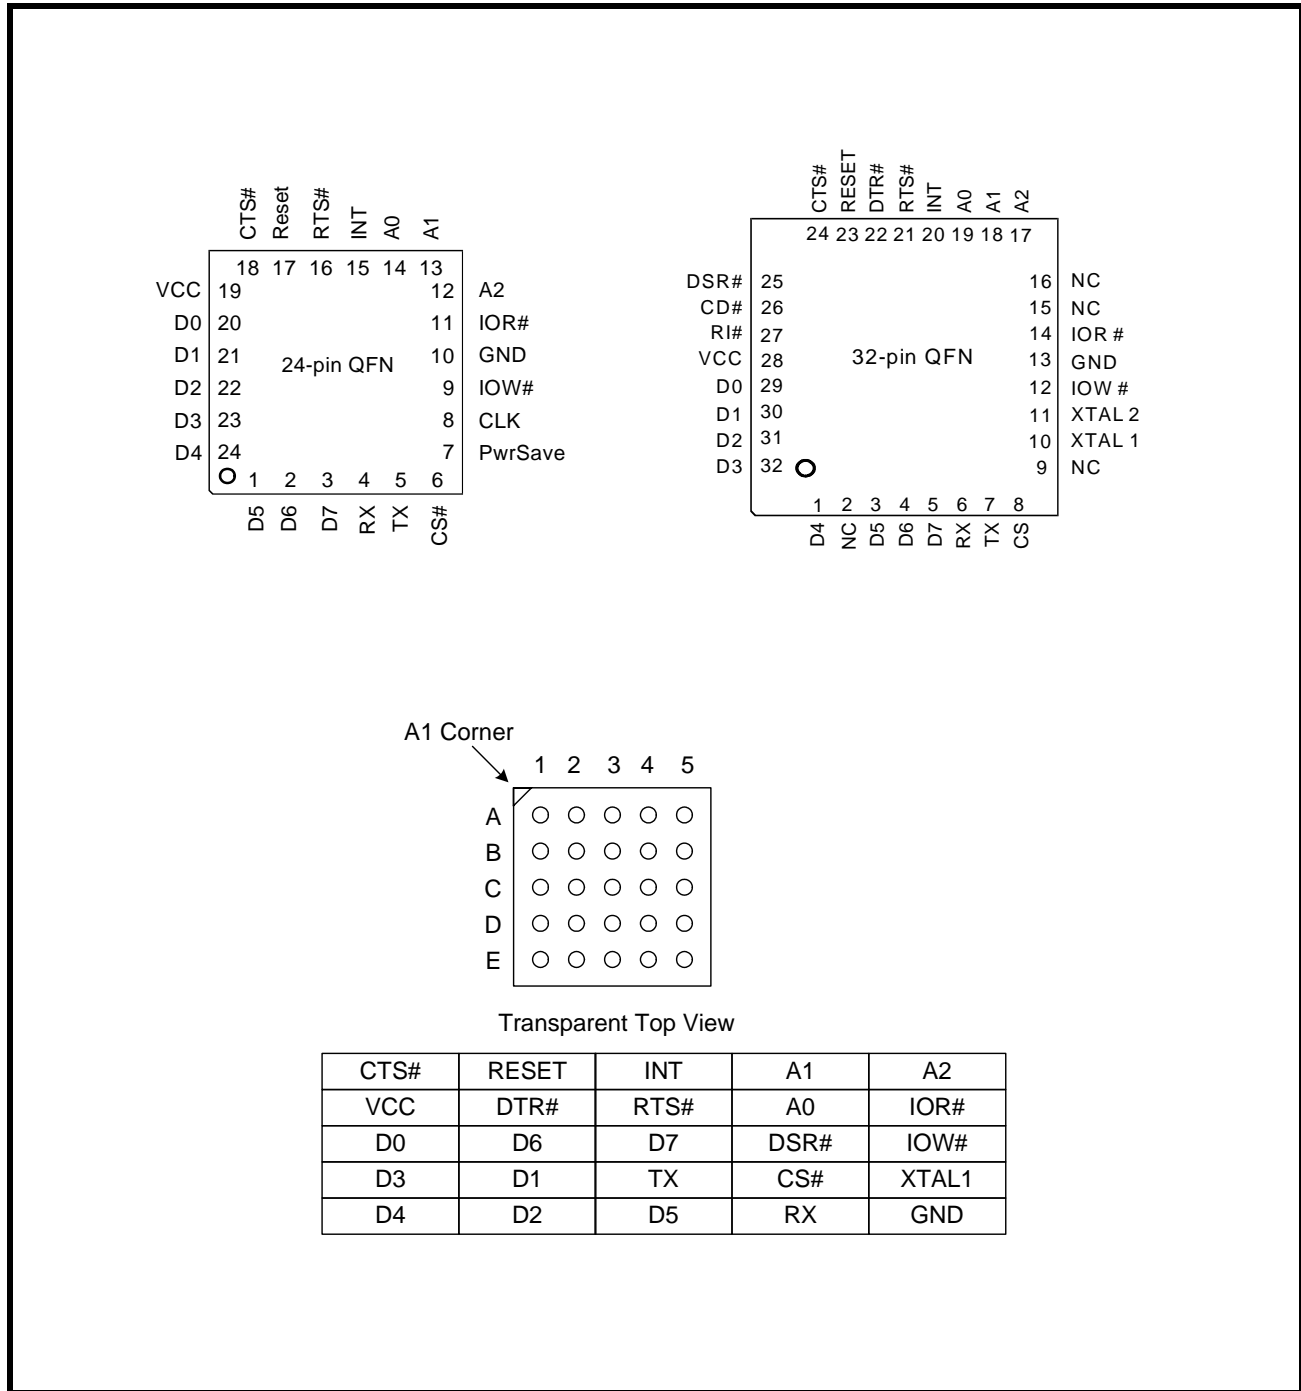 CTS# Reset RTS# INT A0 A1
18 17 16 15 14 13
VCC 19 12 A2
D0 20 11 IOR#
D1 21 24-pin QFN 10 GND
D2 22 9 IOW#
D3 23 8 CLK
D4 24 7 PwrSave
1 2 3 4 5 6
D5 D6 D7 RX TX CS#
CTS# RESET DTR# RTS# INT A0 A1 A2
24 23 22 21 20 19 18 17
DSR# 25 16 NC
CD# 26 15 NC
RI# 27 14 IOR #
VCC 28 32-pin QFN 13 GND
D0 29 12 IOW #
D1 30 11 XTAL 2
D2 31 10 XTAL 1
D3 32 9 NC
1 2 3 4 5 6 7 8
D4 NC D5 D6 D7 RX TX CS
A1 Corner
1 2 3 4 5
A
B
C
D
E
Transparent Top View
CTS# RESET INT A1 A2
VCC DTR# RTS# A0 IOR#
D0 D6 D7 DSR# IOW#
D3 D1 TX CS# XTAL1
D4 D2 D5 RX GND